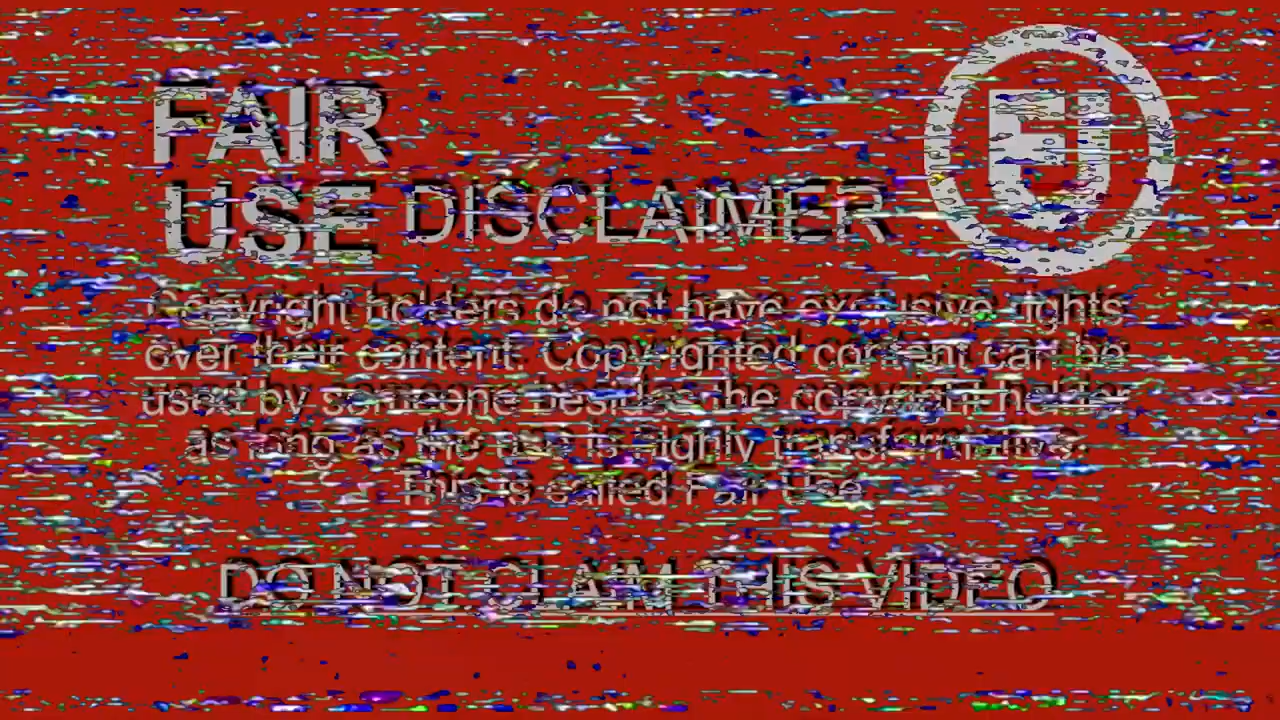 FAIR
USE DISCLAIMER
FU
Copyright holders do not have exclusive rights
over their content. Copyrighted content can be
used by someone besides the copyright holder
as long as the use is highly transformative.
This is called Fair Use.
DO NOT CLAIM THIS VIDEO